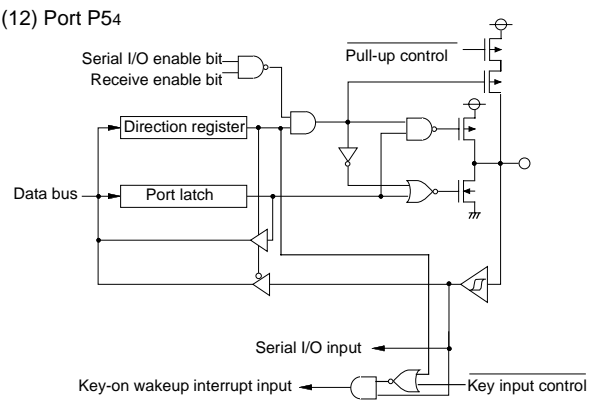 (12) Port P54
Serial I/O enable bit
Receive enable bit
Pull-up control
Direction register
Data bus
Port latch
Serial I/O input
Key-on wakeup interrupt input
Key input control